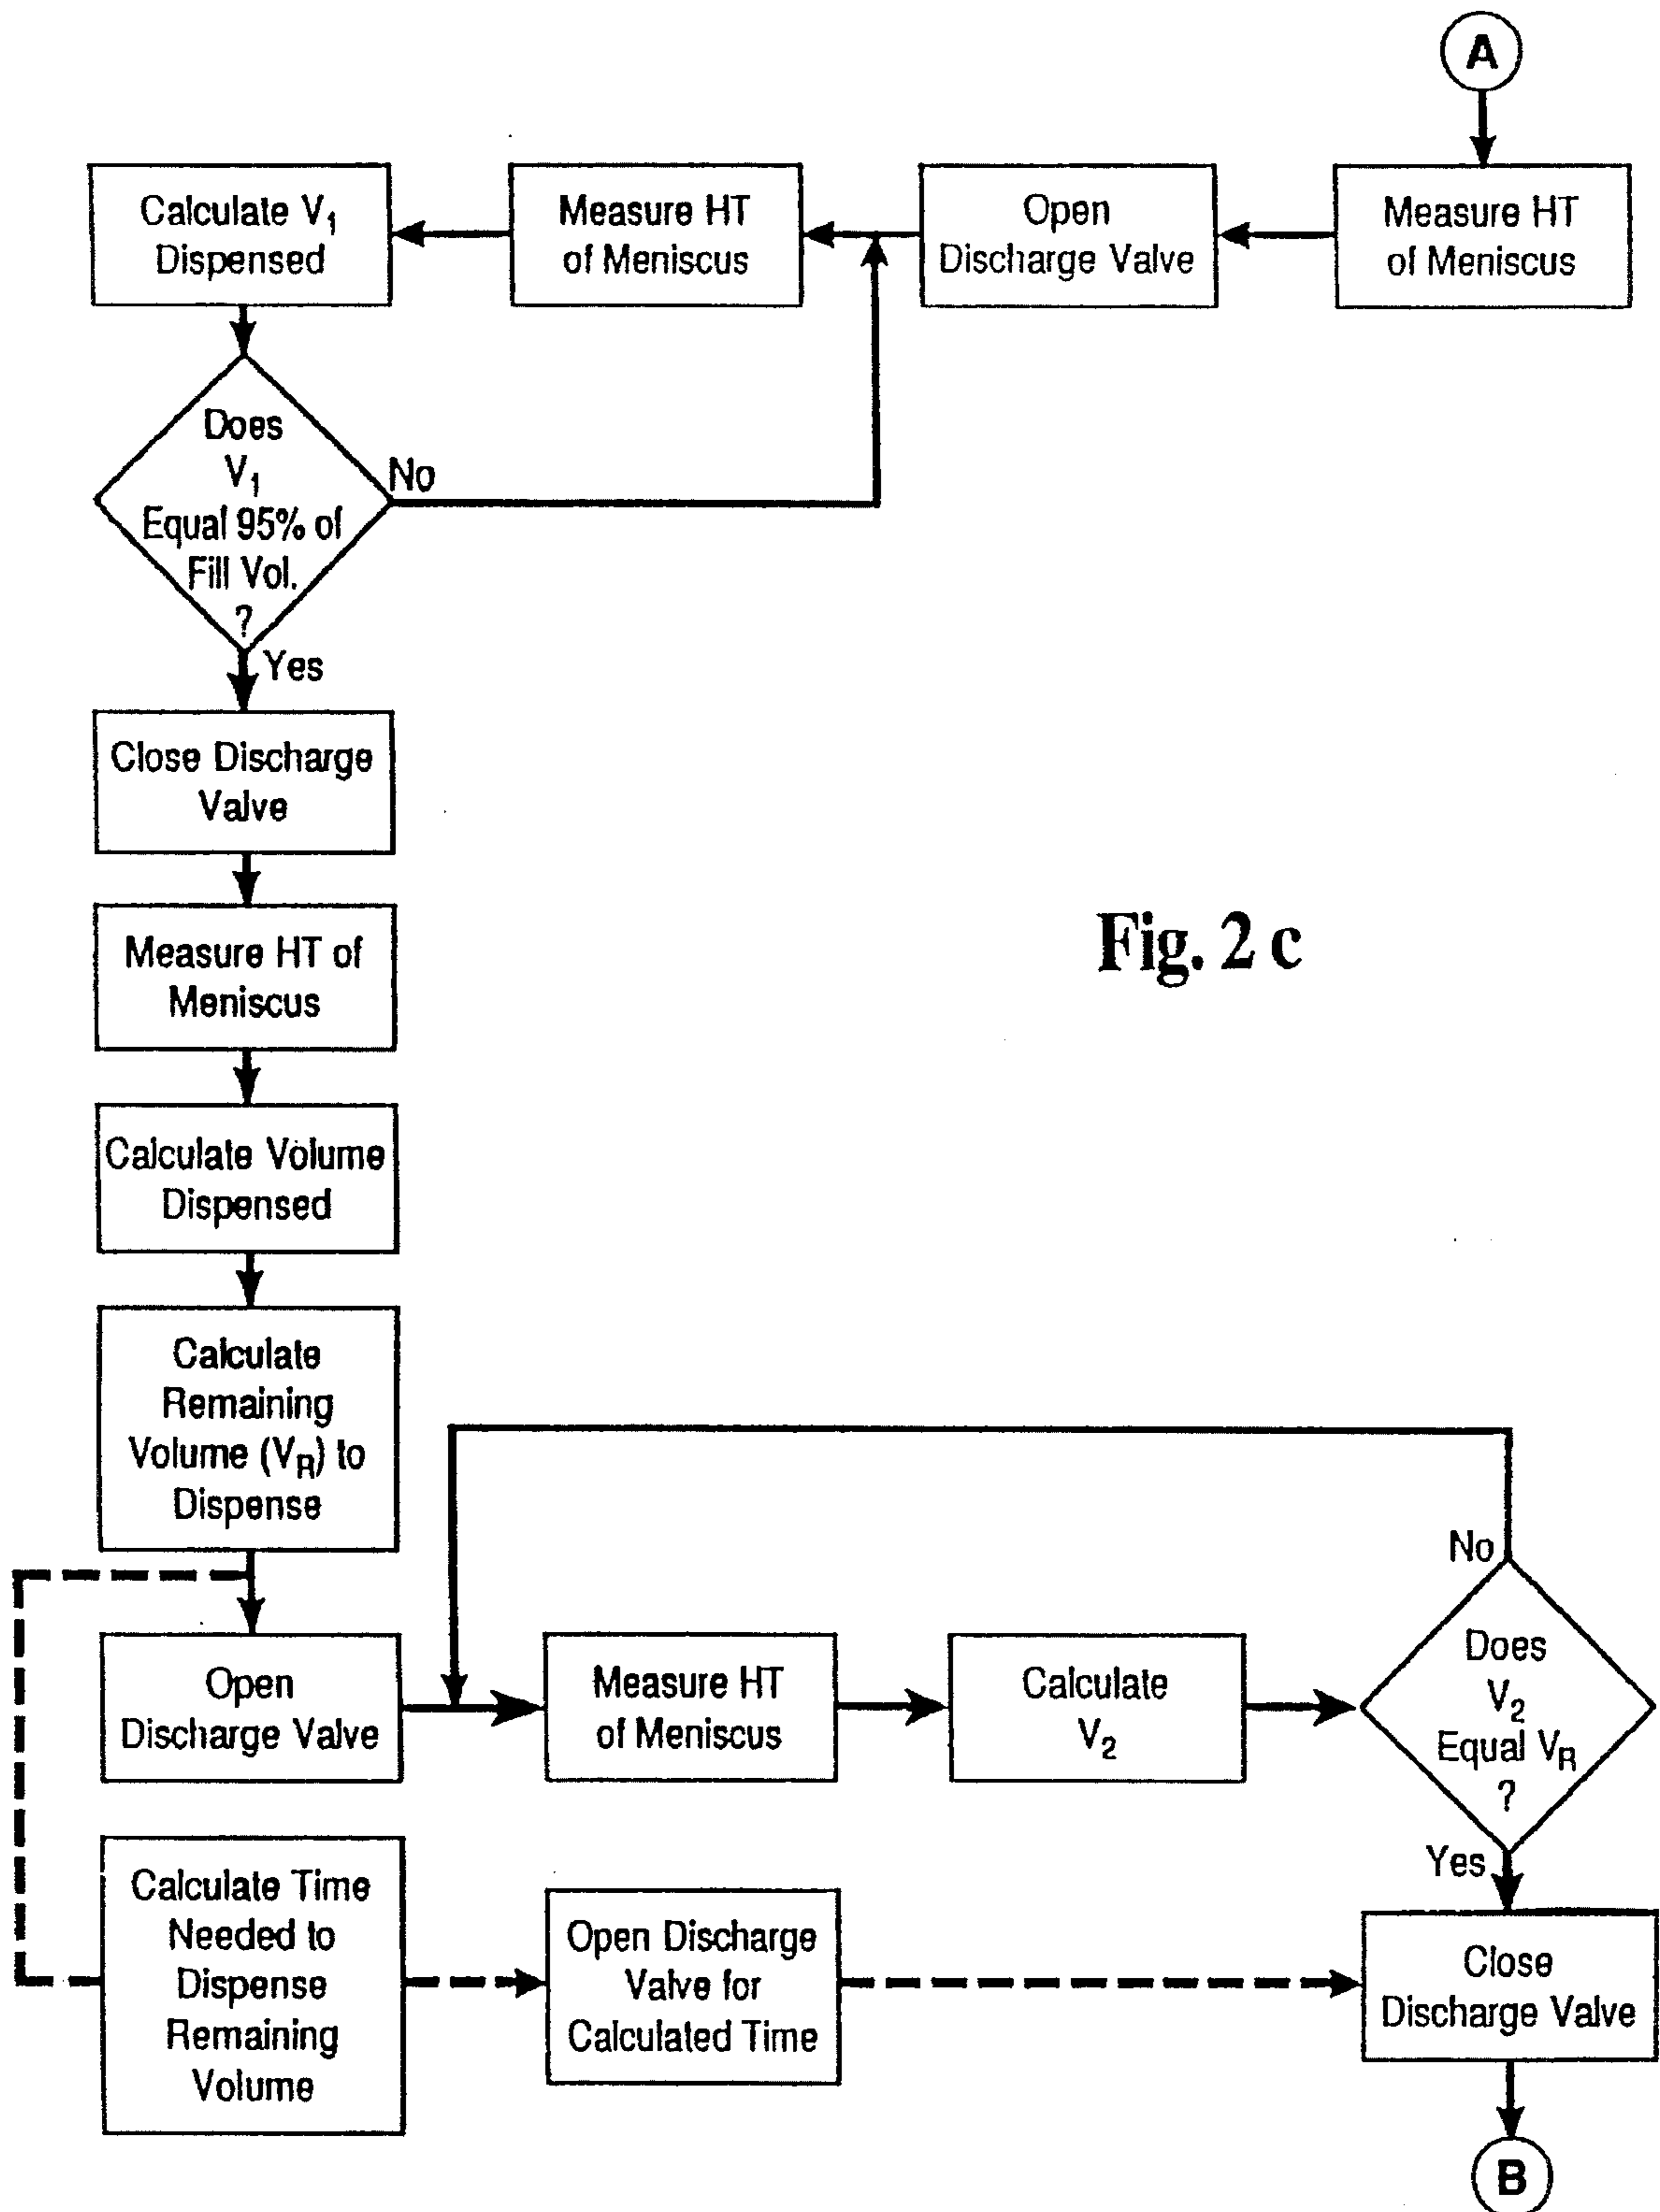 A
Measure HT
of Meniscus
Open
Discharge Valve
Measure HT
of Meniscus
Calculate V₁
Dispensed
Does
V₁
Equal 95% of
Fill Vol.
?
No
Yes
Close Discharge
Valve
Measure HT of
Meniscus
Calculate Volume
Dispensed
Calculate
Remaining
Volume (V_R) to
Dispense
Open
Discharge Valve
Measure HT
of Meniscus
Calculate
V₂
Does
V₂
Equal V_R
?
No
Yes
Calculate Time
Needed to
Dispense
Remaining
Volume
Open Discharge
Valve for
Calculated Time
Close
Discharge Valve
B
Fig. 2 c